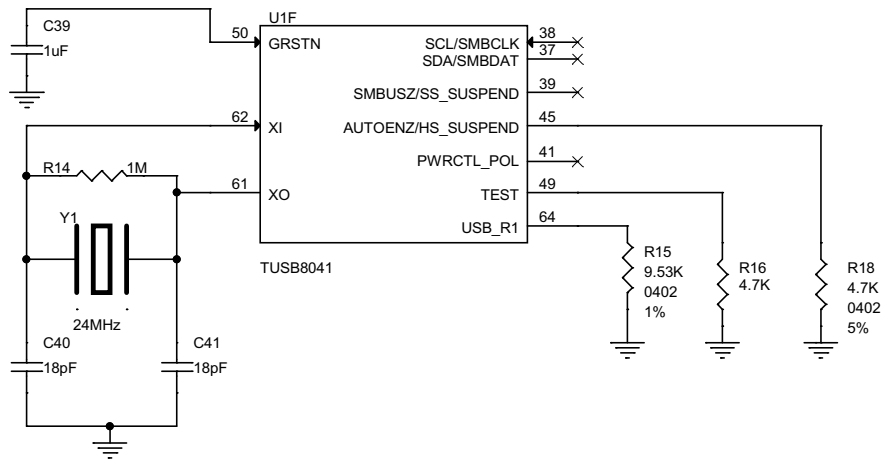 U1F
C39
1uF
50
GRSTN
SCL/SMBCLK
38
SDA/SMBDAT
37
SMBUSZ/SS_SUSPEND
39
62
XI
AUTOENZ/HS_SUSPEND
45
R14
1M
PWRCTL_POL
41
61
XO
TEST
49
Y1
USB_R1
64
TUSB8041
24MHz
R15
9.53K
0402
1%
R16
4.7K
R18
4.7K
0402
5%
C40
18pF
C41
18pF